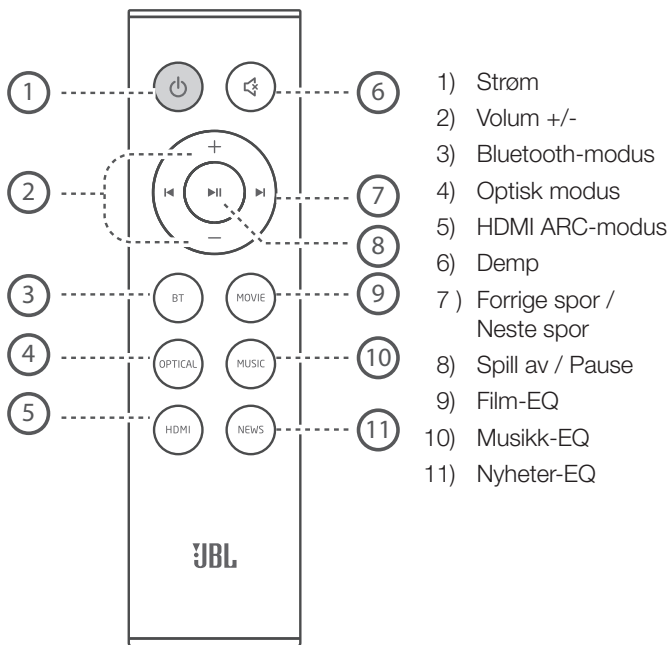 1
2
3
4
5
6
7
8
9
10
11
BT
MOVIE
OPTICAL
MUSIC
HDMI
NEWS
JBL
1) Strøm
2) Volum +/-
3) Bluetooth-modus
4) Optisk modus
5) HDMI ARC-modus
6) Demp
7 ) Forrige spor /
Neste spor
8) Spill av / Pause
9) Film-EQ
10) Musikk-EQ
11) Nyheter-EQ